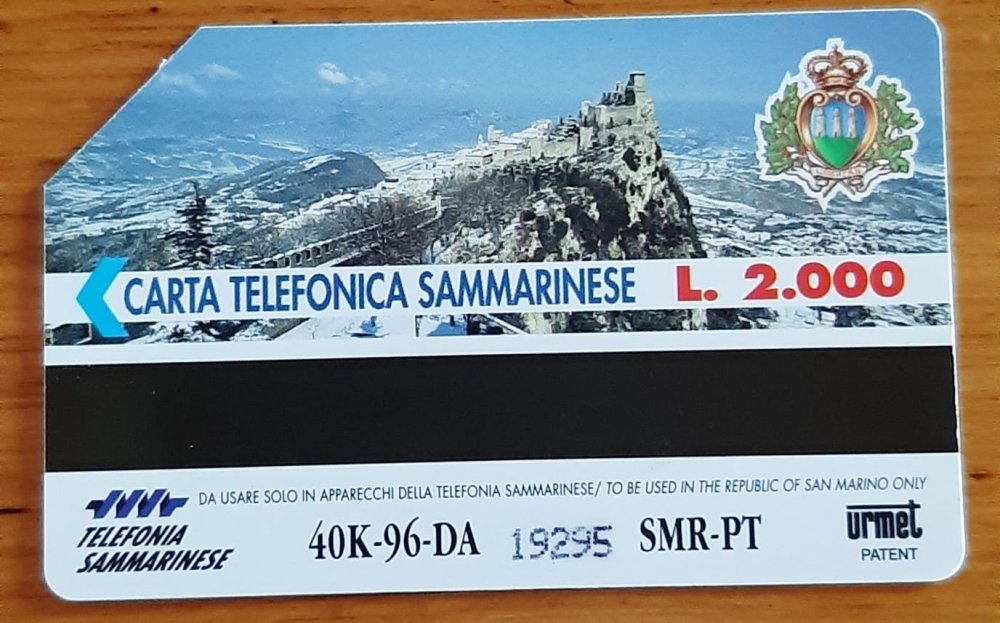 CARTA TELEFONICA SAMMARINESE L. 2.000
DA USARE SOLO IN APPARECCHI DELLA TELEFONIA SAMMARINESE/ TO BE USED IN THE REPUBLIC OF SAN MARINO ONLY
TELEFONIA
SAMMARINESE
40K-96-DA 19295 SMR-PT
urmet
PATENT